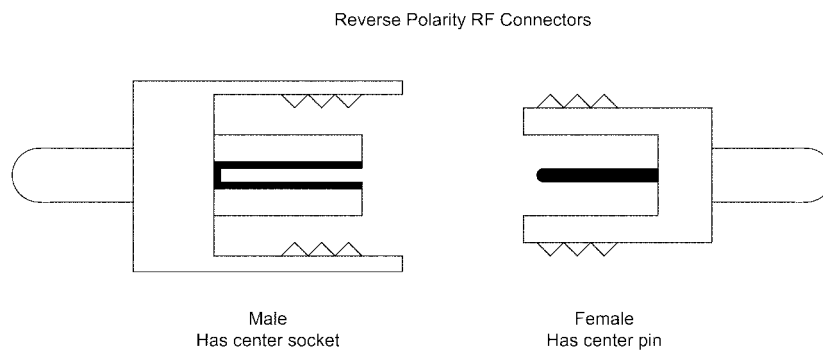 Reverse Polarity RF Connectors
Male
Has center socket
Female
Has center pin